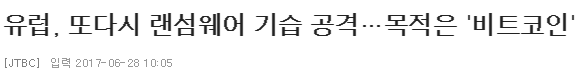 유럽, 또다시 랜섬웨어 기습 공격…목적은 '비트코인'
[JTBC] 입력 2017-06-28 10:05